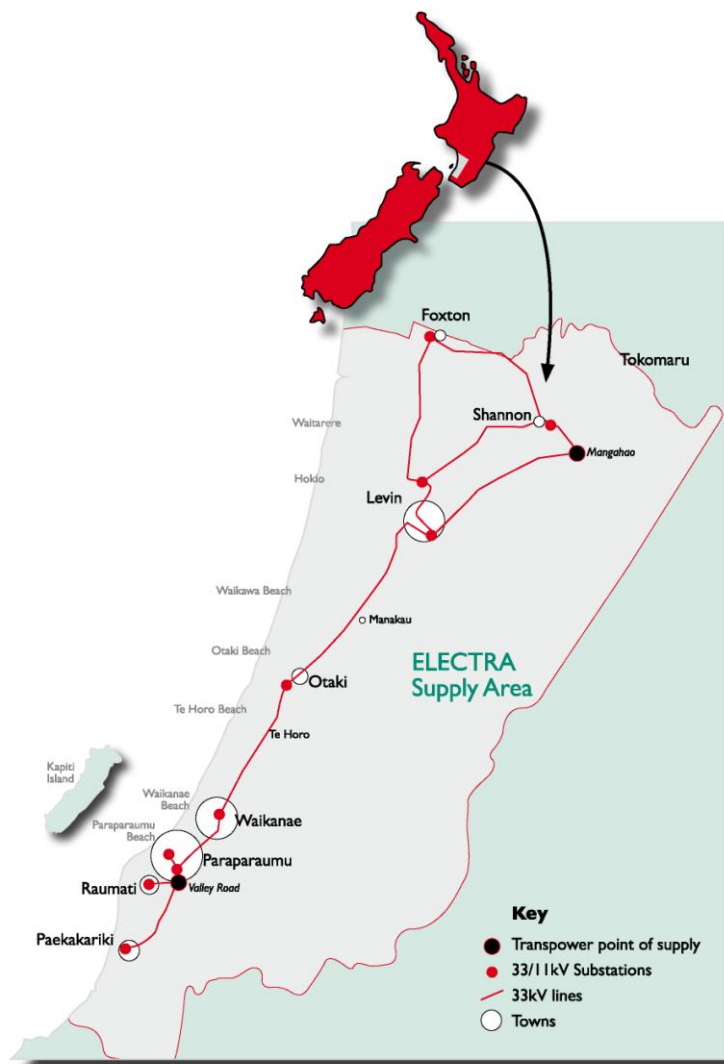 Foxton
Tokomaru
Shannon
Waitarere
Mangahao
Hokio
Levin
Waikawa Beach
Manakau
Otaki Beach
ELECTRA
Supply Area
Otaki
Te Horo Beach
Te Horo
Kapiti
Island
Waikanae
Beach
Waikanae
Paraparaumu
Beach
Paraparaumu
Raumati
Valley Road
Paekakariki
Key
Transpower point of supply
33/11kV Substations
33kV lines
Towns